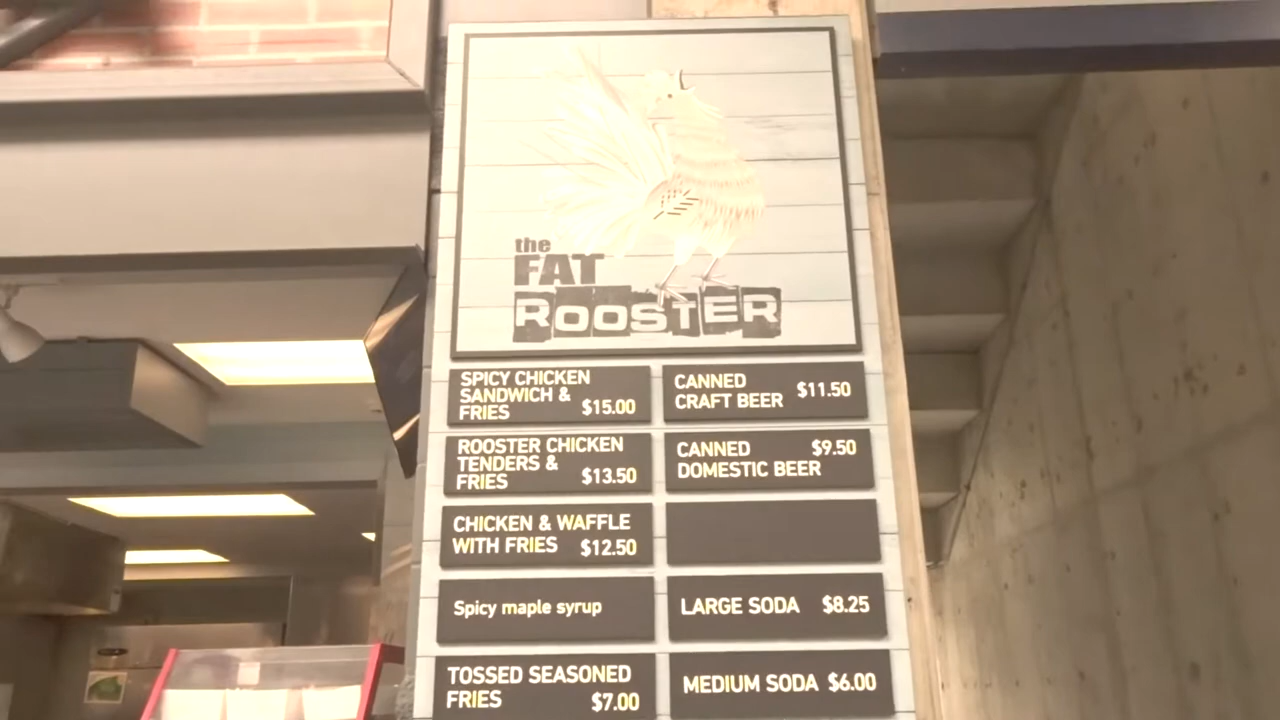 the
FAT
ROOSTER
SPICY CHICKEN
SANDWICH &
FRIES $15.00
ROOSTER CHICKEN
TENDERS &
FRIES $13.50
CHICKEN & WAFFLE
WITH FRIES $12.50
Spicy maple syrup
TOSSED SEASONED
FRIES $7.00
CANNED
CRAFT BEER $11.50
CANNED $9.50
DOMESTIC BEER
LARGE SODA $8.25
MEDIUM SODA $6.00